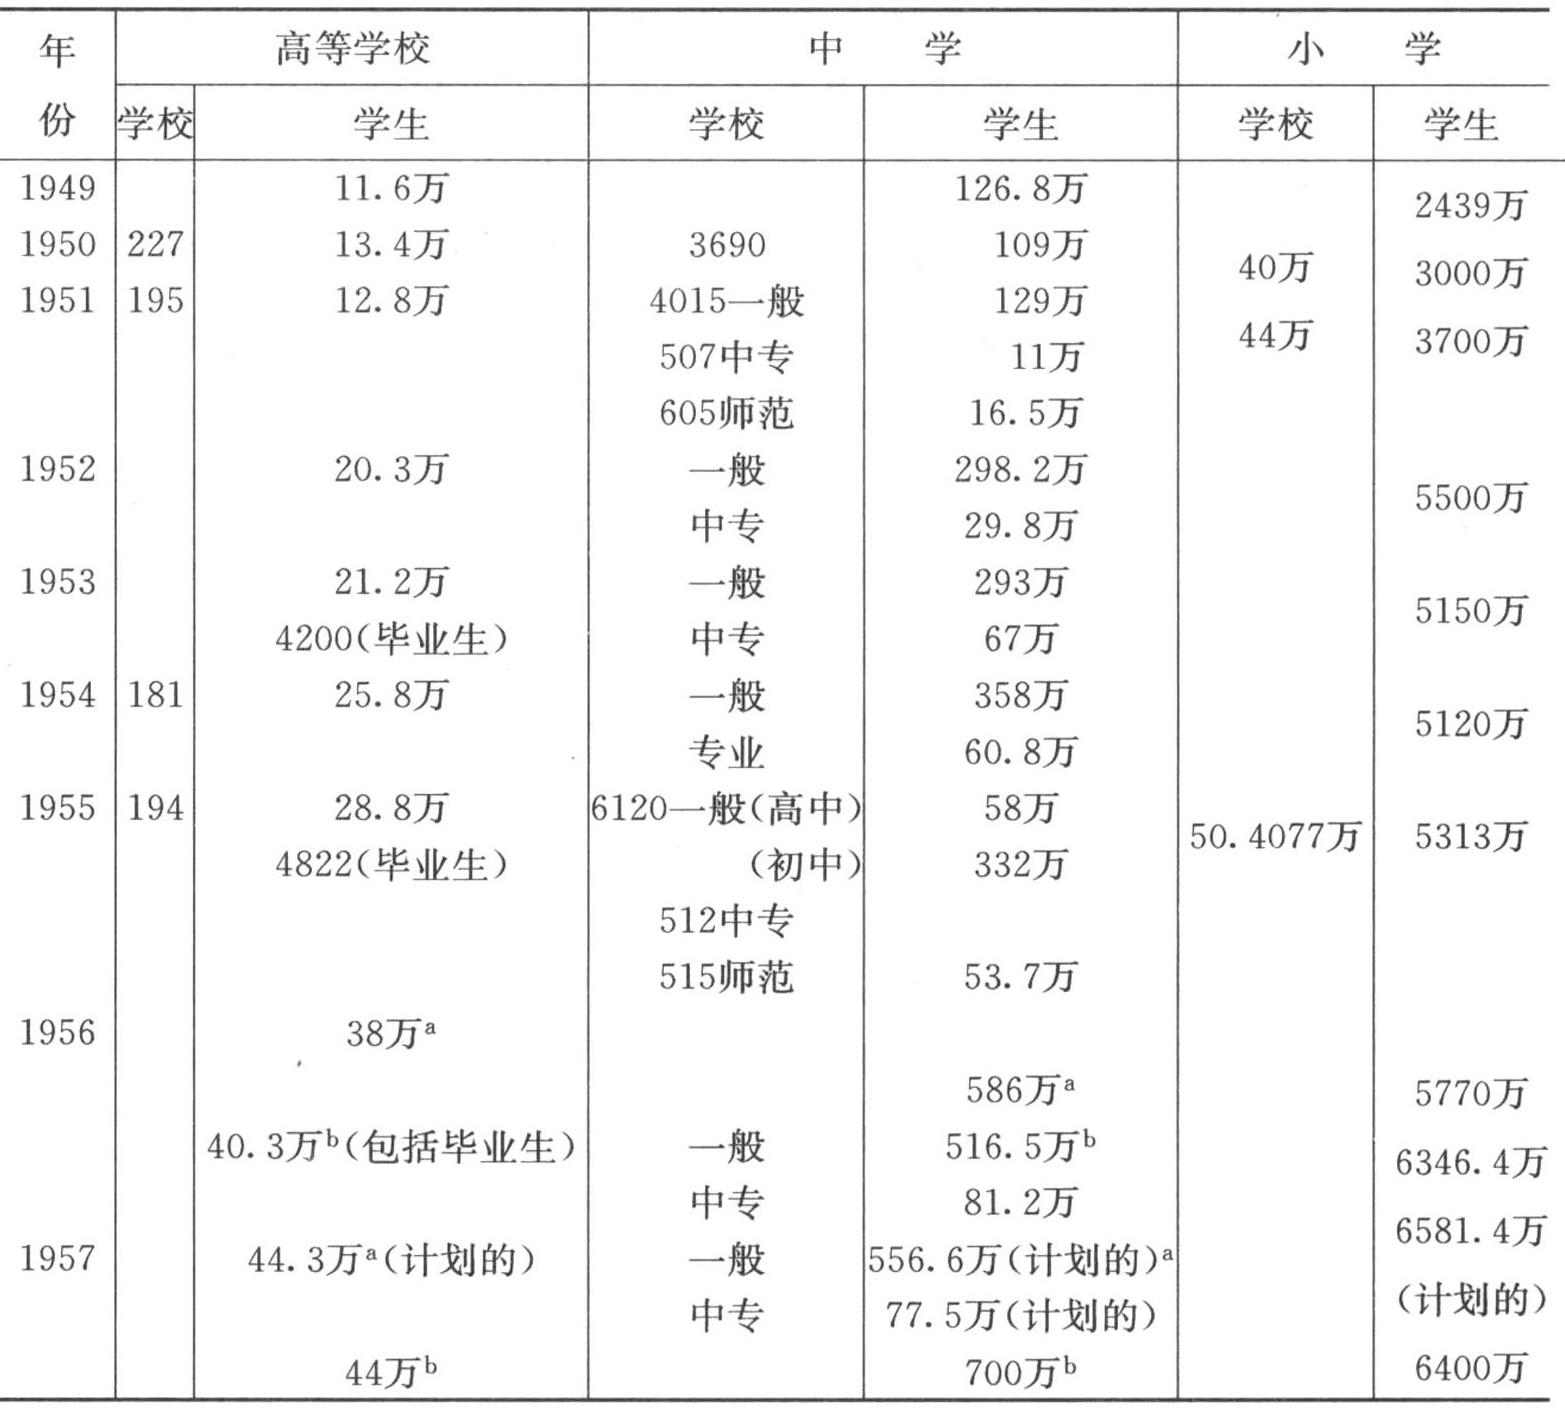 年 高等学校 中 学 小 学
份 学校 学生 学校 学生 学校 学生
1949 11.6万 126.8万 2439万
1950 227 13.4万 3690 109万 40万 3000万
1951 195 12.8万 4015一般 129万 44万 3700万
507中专 11万
605师范 16.5万
1952 20.3万 一般 298.2万 5500万
中专 29.8万
1953 21.2万 一般 293万 5150万
4200(毕业生) 中专 67万
1954 181 25.8万 一般 358万 5120万
专业 60.8万
1955 194 28.8万 6120一般(高中) 58万 50.4077万 5313万
4822(毕业生) (初中) 332万
512中专
515师范 53.7万
1956 38万a
586万a 5770万
40.3万b(包括毕业生) 一般 516.5万b 6346.4万
中专 81.2万 6581.4万
1957 44.3万a(计划的) 一般 556.6万(计划的)a (计划的)
中专 77.5万(计划的)
44万b 700万b 6400万